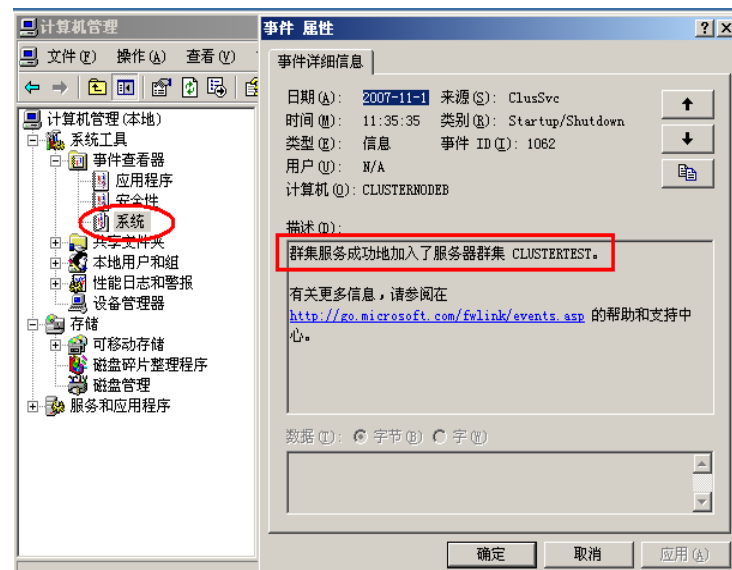 计算机管理
文件(F) 操作(A) 查看(V)
计算机管理(本地)
系统工具
事件查看器
应用程序
安全性
系统
共享文件夹
本地用户和组
性能日志和警报
设备管理器
存储
可移动存储
磁盘碎片整理程序
磁盘管理
服务和应用程序
事件 属性
事件详细信息
日期(A): 2007-11-1 来源(S): ClusSvc
时间(M): 11:35:35 类别(R): Startup/Shutdown
类型(E): 信息 事件 ID(I): 1062
用户(U): N/A
计算机(O): CLUSTERNODEB
描述(D):
群集服务成功地加入了服务器群集 CLUSTERTEST。
有关更多信息，请参阅在
http://go.microsoft.com/fwlink/events.asp 的帮助和支持中
心。
数据(T): 字节(B) 字(W)
确定 取消 应用(A)